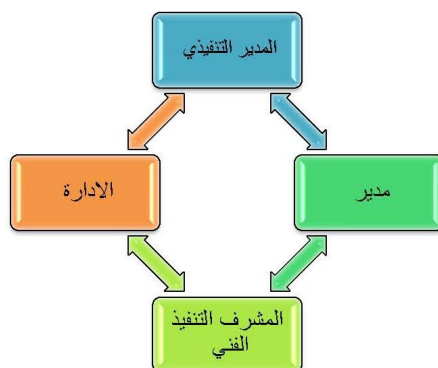 المدير التنفيذي
مدير
الادارة
المشرف التنفيذ
الفني